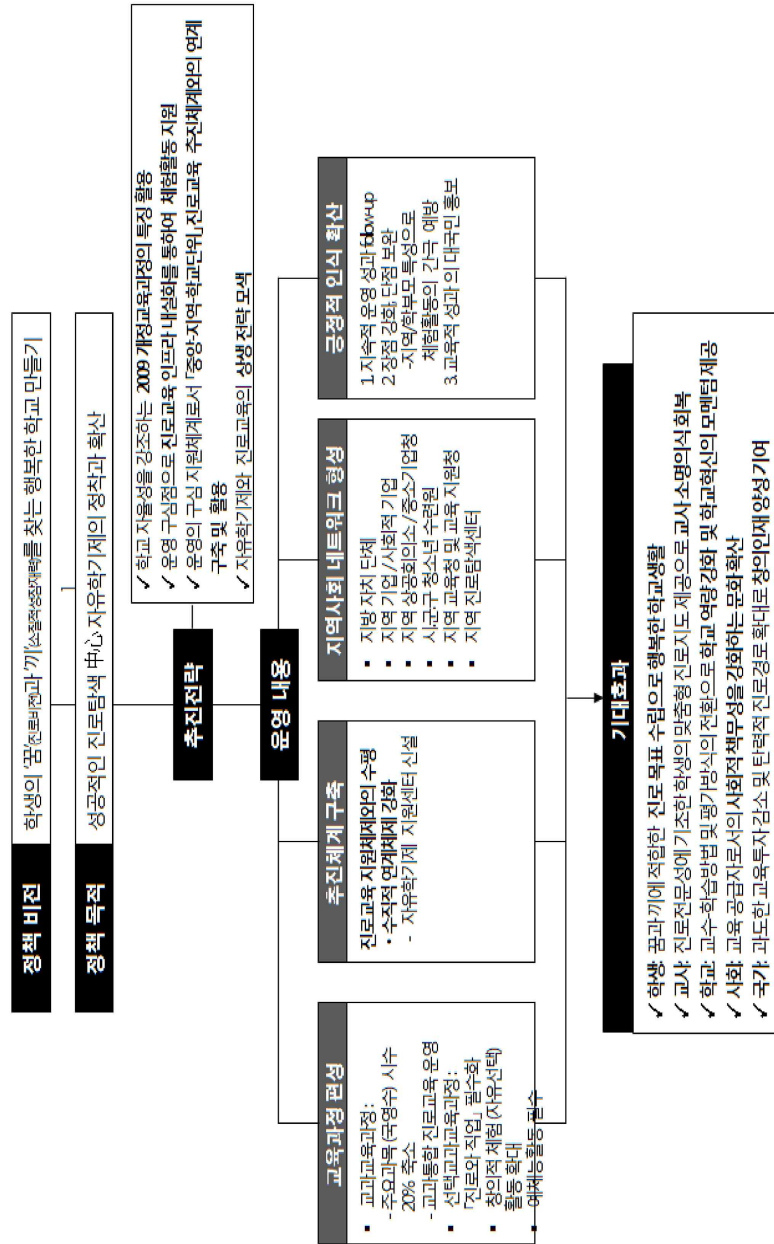 정책 비전
학생의 '꿈'(진로비전)과 '끼'(소질·적성·잠재력)를 찾는 행복한 학교 만들기
정책 목적
성공적인 진로탐색 中心 자유학기제의 정착과 확산
추진전략
✓ 학교 자율성을 강조하는 2009 개정교육과정의 특징 활용
✓ 운영 구심점으로 진로교육 인프라 내실화를 통하여 체험활동 지원
✓ 운영의 구심 지원체계로서 「중앙-지역-학교단위」 진로교육 추진체계와의 연계
구축 및 활용
✓ 자유학기제와 진로교육의 상생 전략 모색
운영 내용
교육과정 편성
▪ 교과교육과정 :
- 주요과목 (국영수) 시수
20% 축소
- 교과통합 진로교육 운영
▪ 선택교과교육과정 :
「진로와 직업」 필수화
▪ 창의적 체험 (자유선택)
활동 확대
▪ 예체능활동 필수
추진체계 구축
진로교육 지원체제와의 수평
• 수직적 연계체제 강화
- 자유학기제 지원센터 신설
지역사회 네트워크 형성
▪ 지방 자치 단체
▪ 지역 기업 /사회적 기업
▪ 지역 상공회의소 /중소기업청
▪ 시·군·구 청소년 수련원
▪ 지역 교육청 및 교육 지원청
▪ 지역 진로탐색센터
긍정적 인식 확산
1. 지속적 운영 성과 follow-up
2. 장점 강화, 단점 보완
-지역/학부모 특성으로
체험활동의 간극 예방
3. 교육적 성과 의 대국민 홍보
기대효과
✓ 학생: 꿈과 끼에 적합한 진로 목표 수립으로 행복한 학교생활
✓ 교사: 진로전문성에 기초한 학생의 맞춤형 진로지도 제공으로 교사 소명의식 회복
✓ 학교: 교수-학습방법 및 평가방식의 전환으로 학교 역량 강화 및 학교혁신의 모멘텀 제공
✓ 사회: 교육 공급자로서의 사회적 책무성을 강화하는 문화 확산
✓ 국가: 과도한 교육투자 감소 및 탄력적 진로경로 확대로 창의인재 양성 기여